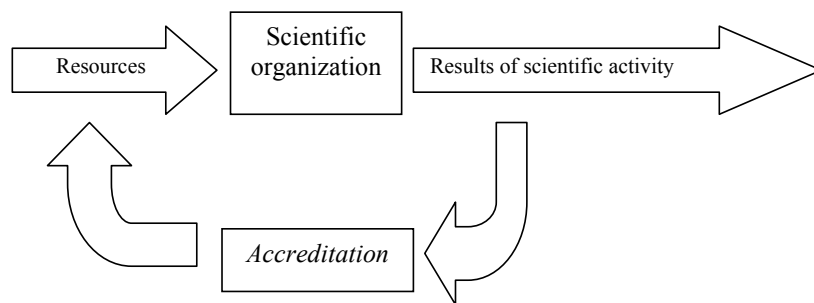 Resources
Scientific
organization
Results of scientific activity
Accreditation